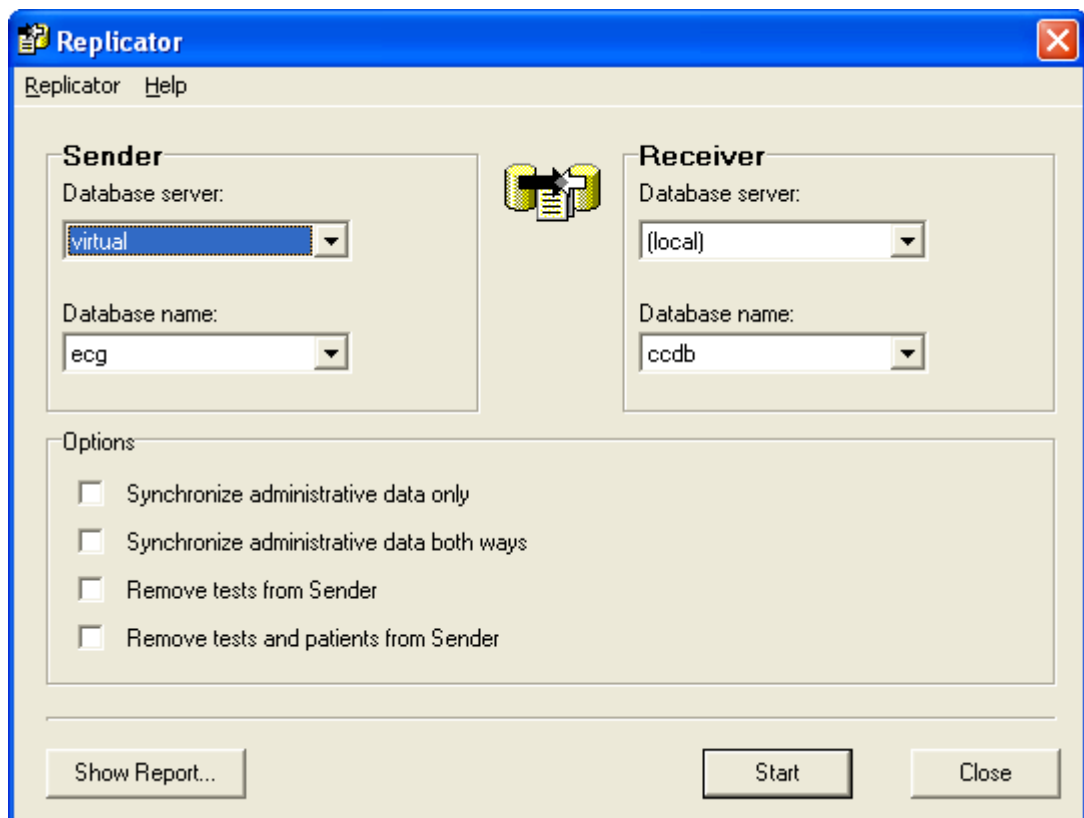 Replicator
Replicator Help
Sender
Database server:
virtual
Database name:
ecg
Receiver
Database server:
(local)
Database name:
ccdb
Options
Synchronize administrative data only
Synchronize administrative data both ways
Remove tests from Sender
Remove tests and patients from Sender
Show Report... Start Close